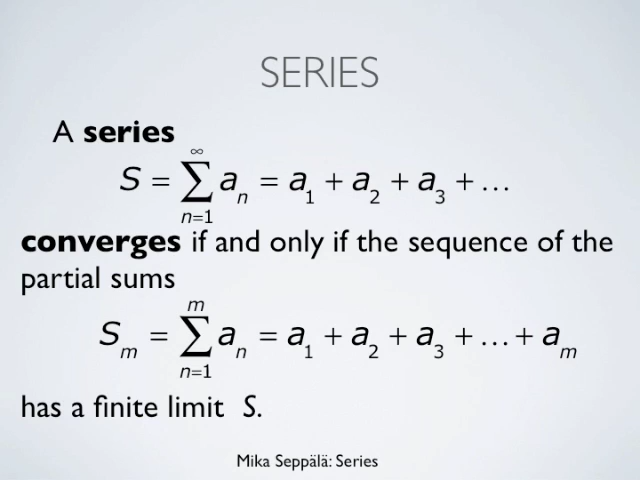 SERIES
A series
S = ∑_{n=1}^{∞} a_n = a_1 + a_2 + a_3 + …
converges if and only if the sequence of the
partial sums
S_m = ∑_{n=1}^{m} a_n = a_1 + a_2 + a_3 + … + a_m
has a finite limit S.
Mika Seppälä: Series